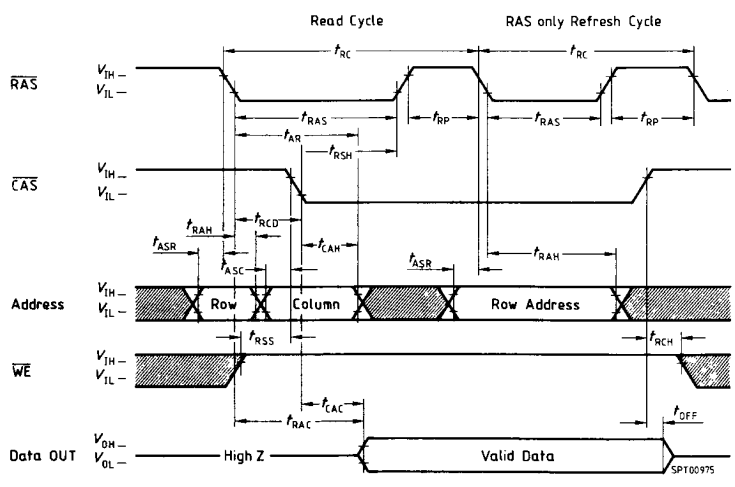 Read Cycle RAS only Refresh Cycle
tRC tRC
RAS VIH VIL
tRAS tRP tRAS tRP
tAR
tRSH
CAS VIH VIL
tRAH tRCD
tASR tCAH
tASC tASR tRAH
Address VIH VIL Row Column Row Address
tRSS tRCH
WE VIH VIL
tCAC
tRAC tOFF
Data OUT VOH VOL High Z Valid Data
SPT00975